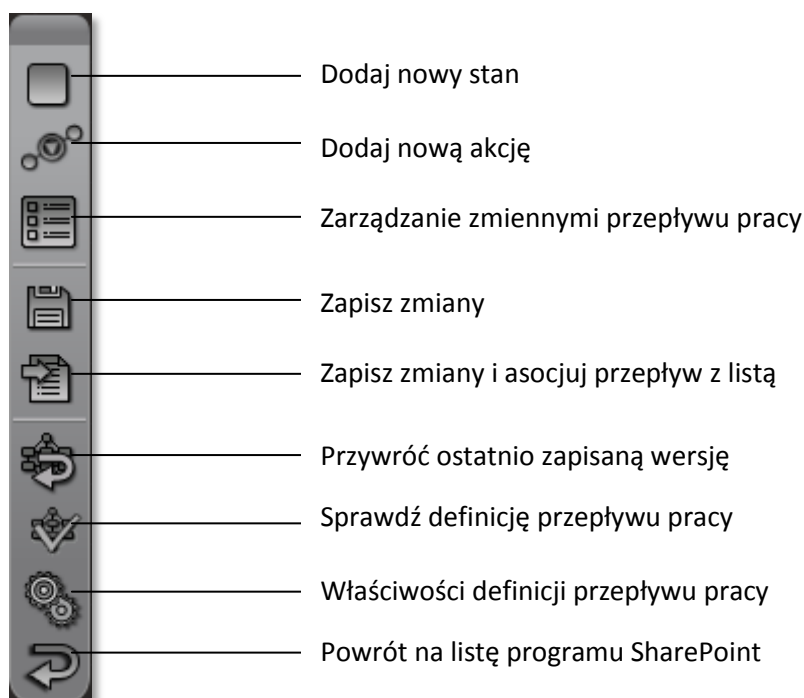 Dodaj nowy stan
Dodaj nową akcję
Zarządzanie zmiennymi przepływu pracy
Zapisz zmiany
Zapisz zmiany i asocjuj przepływ z listą
Przywróć ostatnio zapisaną wersję
Sprawdź definicję przepływu pracy
Właściwości definicji przepływu pracy
Powrót na listę programu SharePoint